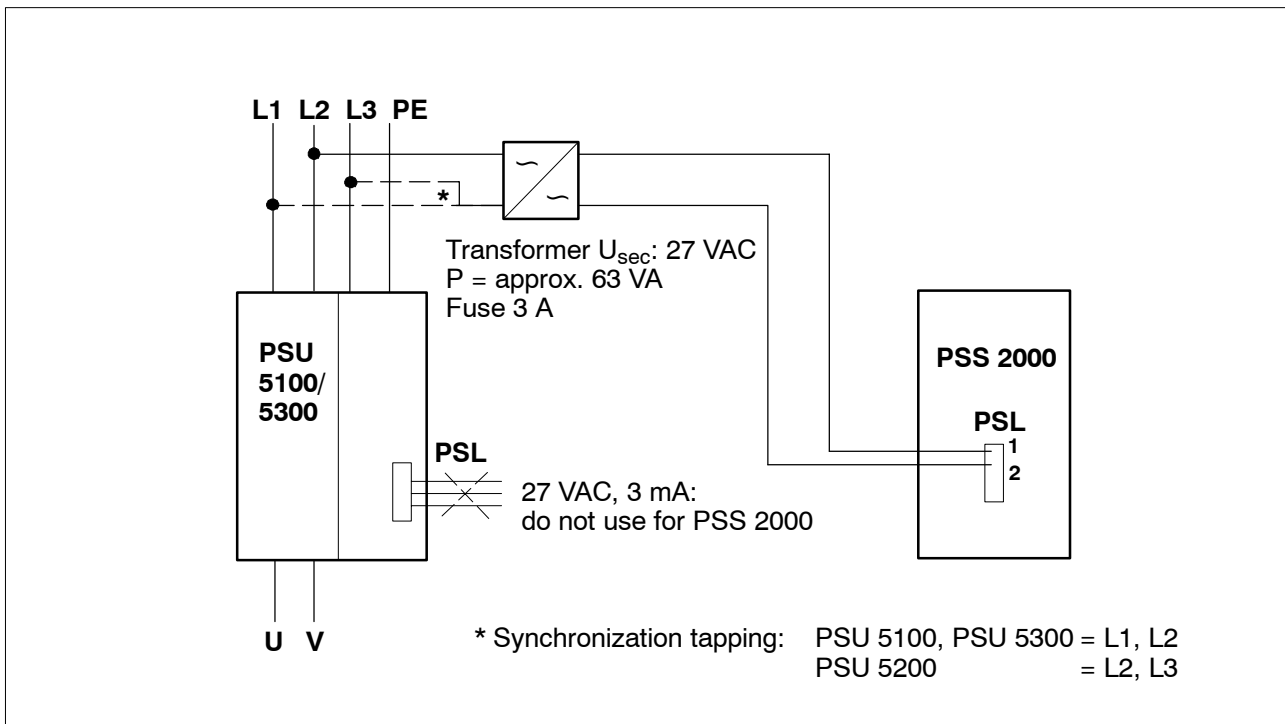 L1 L2 L3 PE
*
Transformer Usec: 27 VAC
P = approx. 63 VA
Fuse 3 A
PSU
5100/
5300
PSL
27 VAC, 3 mA:
do not use for PSS 2000
PSS 2000
PSL
1
2
U V
* Synchronization tapping: PSU 5100, PSU 5300 = L1, L2
PSU 5200 = L2, L3